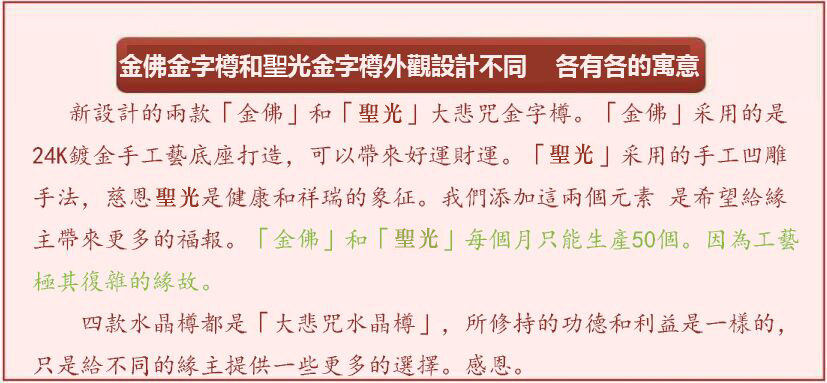 金佛金字樽和聖光金字樽外觀設計不同　各有各的寓意
新設計的兩款「金佛」和「聖光」大悲咒金字樽。「金佛」采用的是
24K鍍金手工藝底座打造，可以帶來好運財運。「聖光」采用的手工凹雕
手法，慈恩聖光是健康和祥瑞的象征。我們添加這兩個元素 是希望給緣
主帶來更多的福報。「金佛」和「聖光」每個月只能生產50個。因為工藝
極其復雜的緣故。
四款水晶樽都是「大悲咒水晶樽」，所修持的功德和利益是一樣的，
只是給不同的緣主提供一些更多的選擇。感恩。